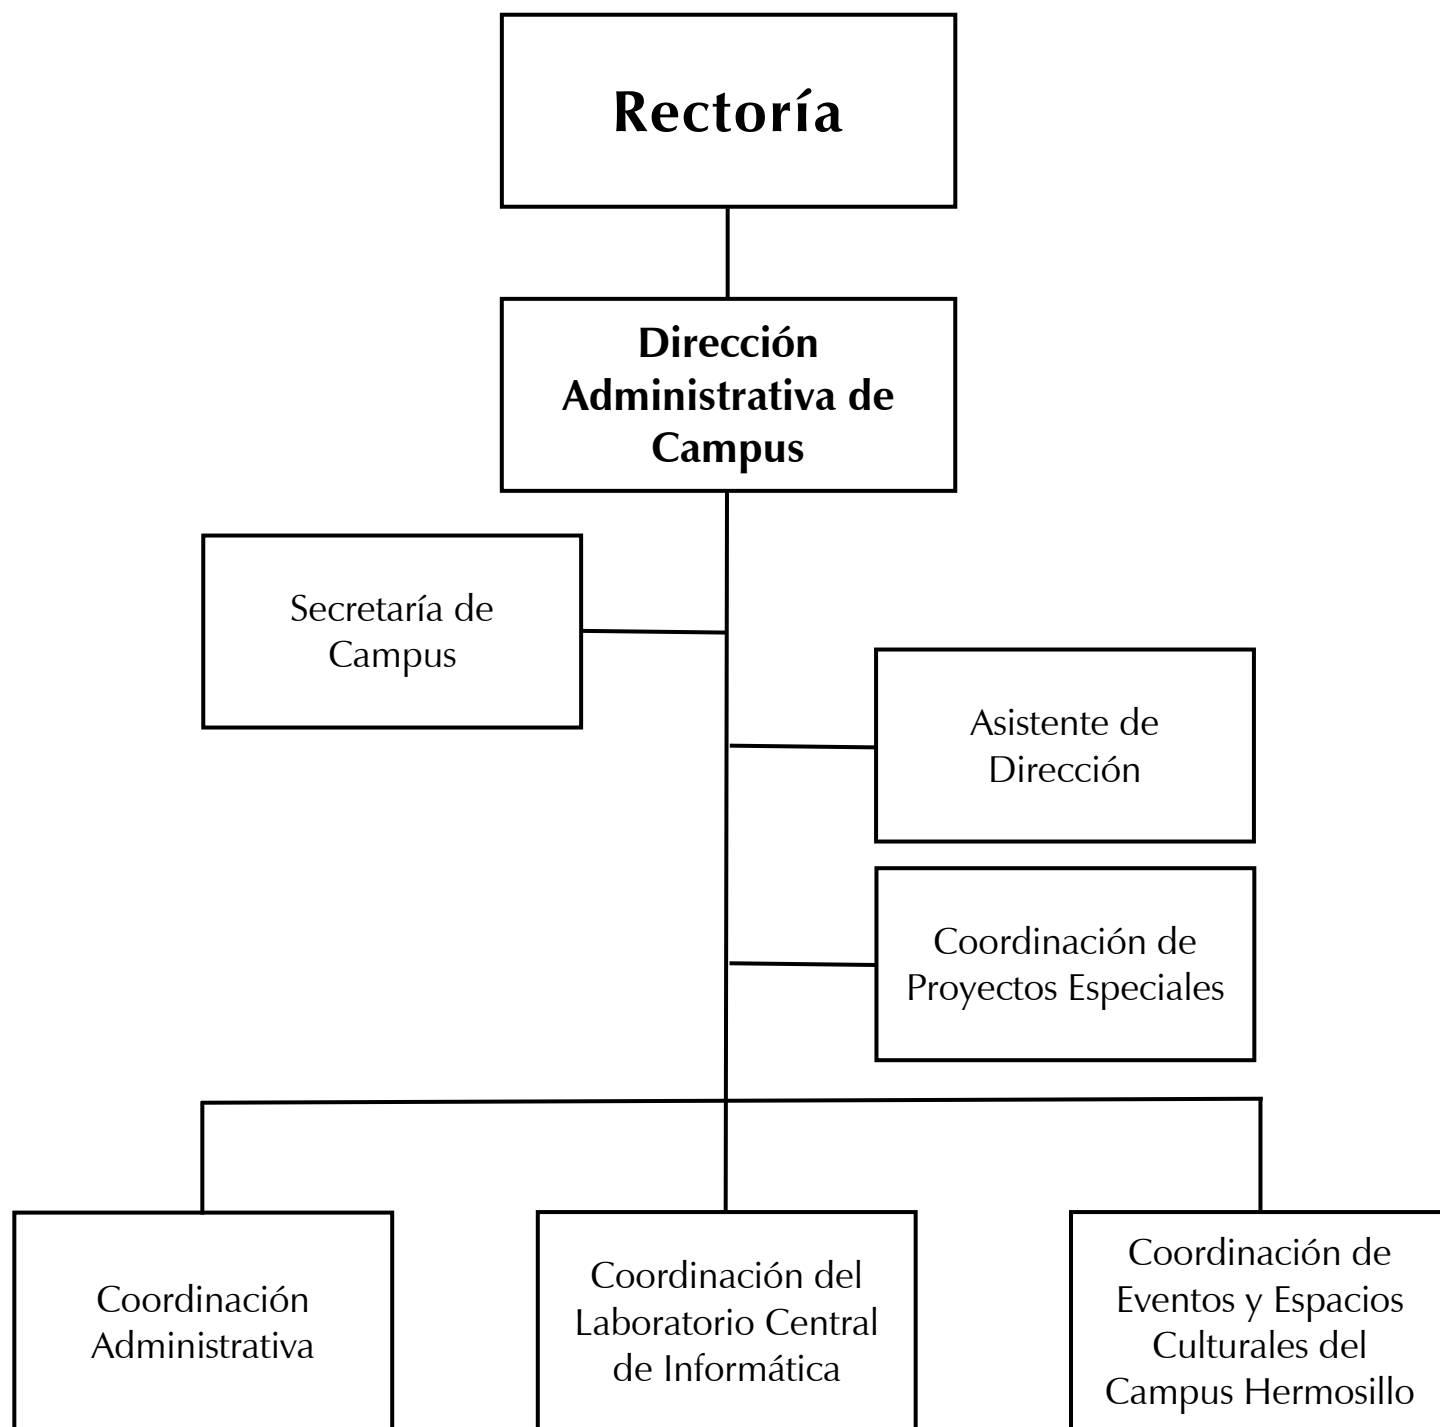 Rectoría
Dirección
Administrativa de
Campus
Secretaría de
Campus
Asistente de
Dirección
Coordinación de
Proyectos Especiales
Coordinación
Administrativa
Coordinación del
Laboratorio Central
de Informática
Coordinación de
Eventos y Espacios
Culturales del
Campus Hermosillo